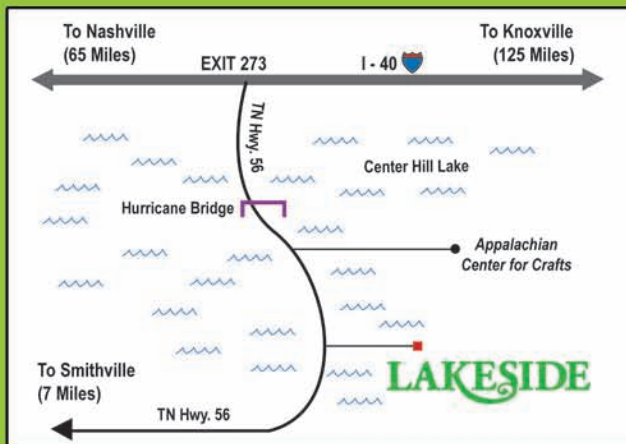 To Nashville
(65 Miles)
EXIT 273
I - 40
To Knoxville
(125 Miles)
TN Hwy. 56
Center Hill Lake
Hurricane Bridge
Appalachian
Center for Crafts
LAKESIDE
To Smithville
(7 Miles)
TN Hwy. 56